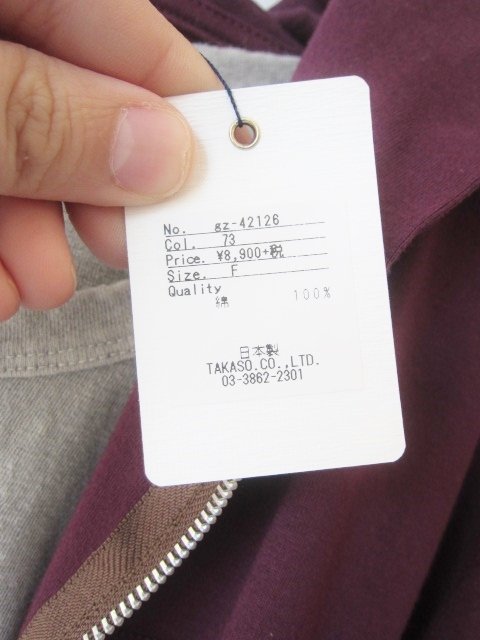 No. gz-42126
Col. 73
Price. ¥8,900+税
Size. F
Quality
綿 100%
日本製
TAKASO.CO.,LTD.
03-3862-2301